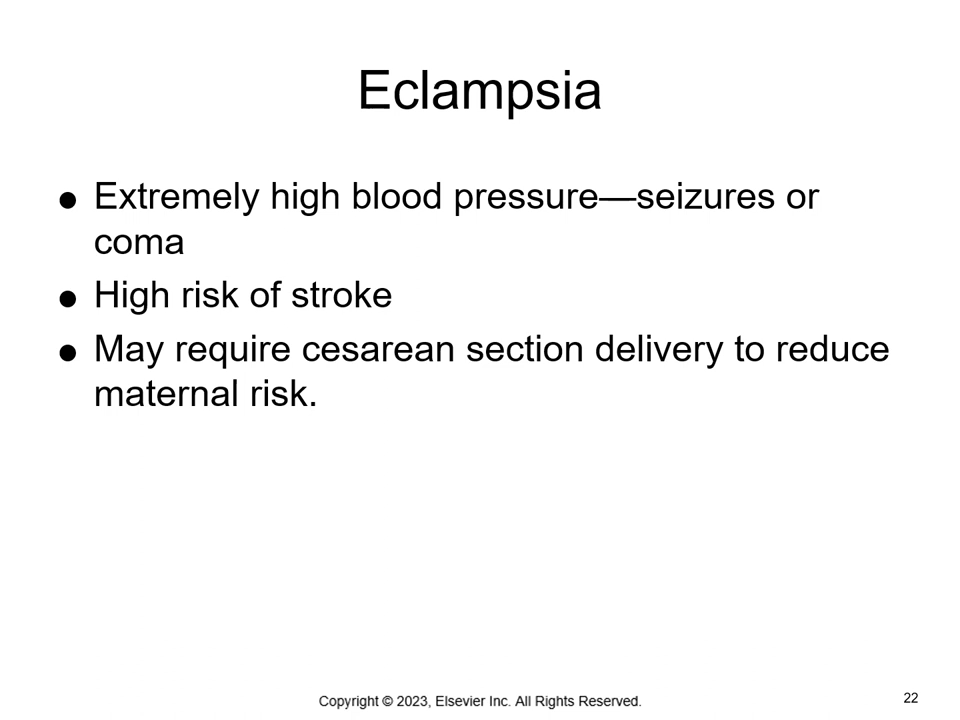 Eclampsia
● Extremely high blood pressure—seizures or
coma
● High risk of stroke
● May require cesarean section delivery to reduce
maternal risk.
Copyright © 2023, Elsevier Inc. All Rights Reserved.
22